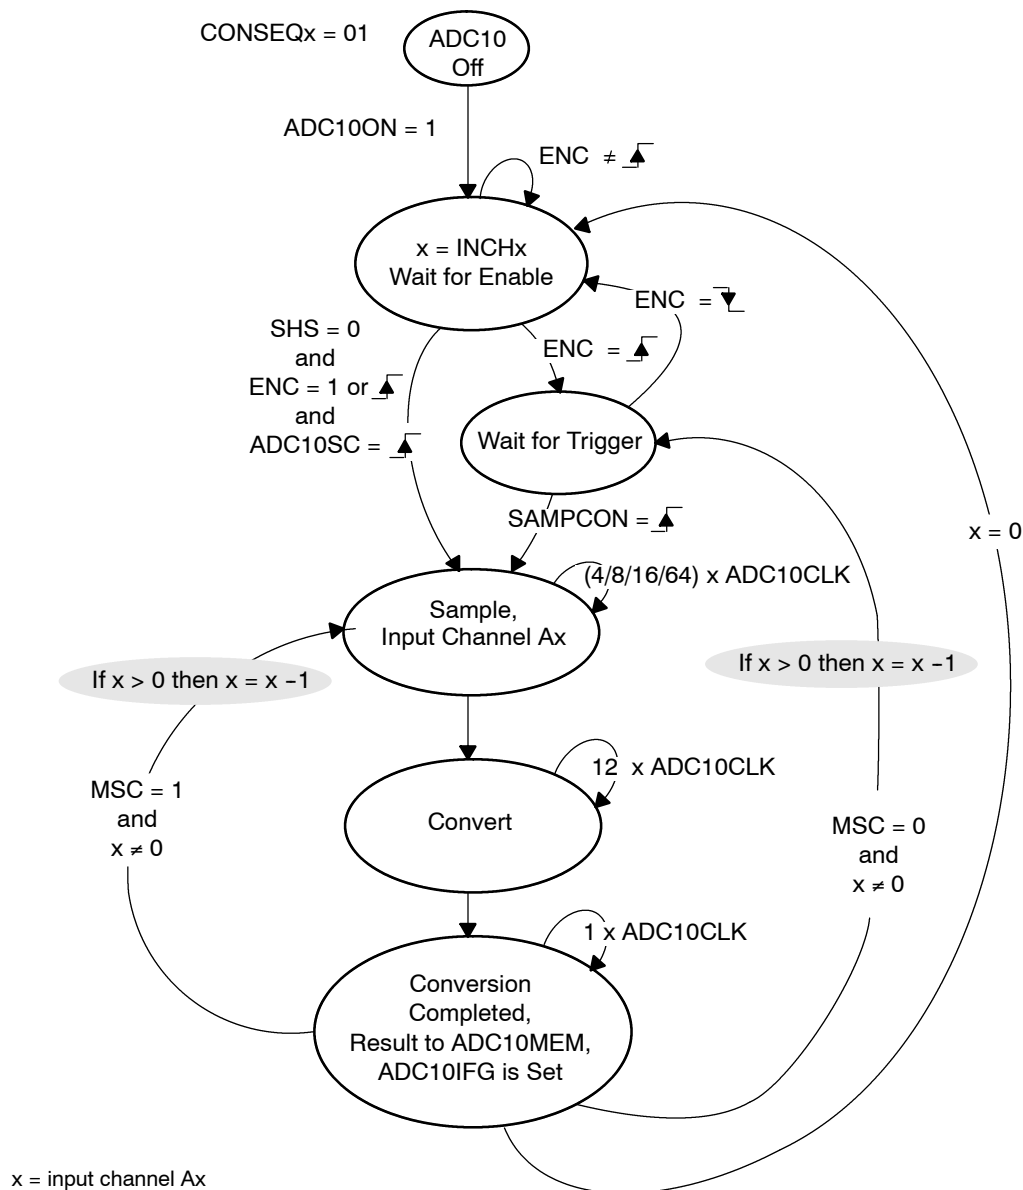 CONSEQx = 01
ADC10
Off
ADC10ON = 1
ENC ≠
x = INCHx
Wait for Enable
ENC =
SHS = 0
and
ENC = 1 or
and
ADC10SC =
ENC =
Wait for Trigger
SAMPCON =
x = 0
(4/8/16/64) x ADC10CLK
Sample,
Input Channel Ax
If x > 0 then x = x -1
If x > 0 then x = x -1
12 x ADC10CLK
MSC = 1
and
x ≠ 0
Convert
MSC = 0
and
x ≠ 0
1 x ADC10CLK
Conversion
Completed,
Result to ADC10MEM,
ADC10IFG is Set
x = input channel Ax